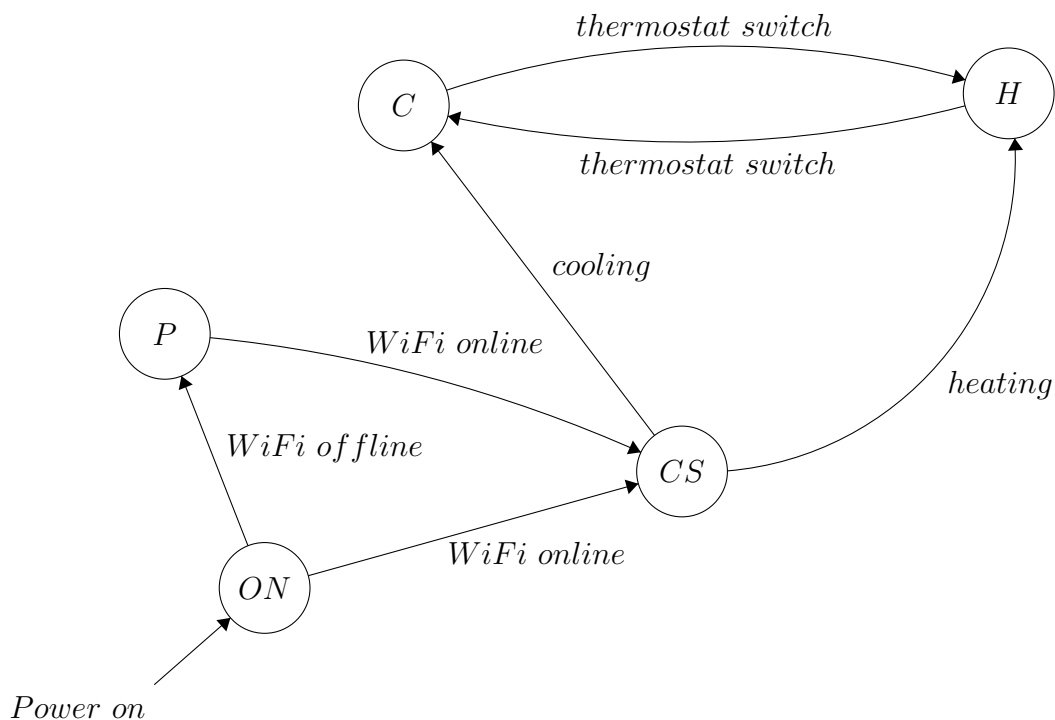 thermostat switch
C
H
thermostat switch
cooling
P
WiFi online
heating
WiFi offline
CS
WiFi online
ON
Power on